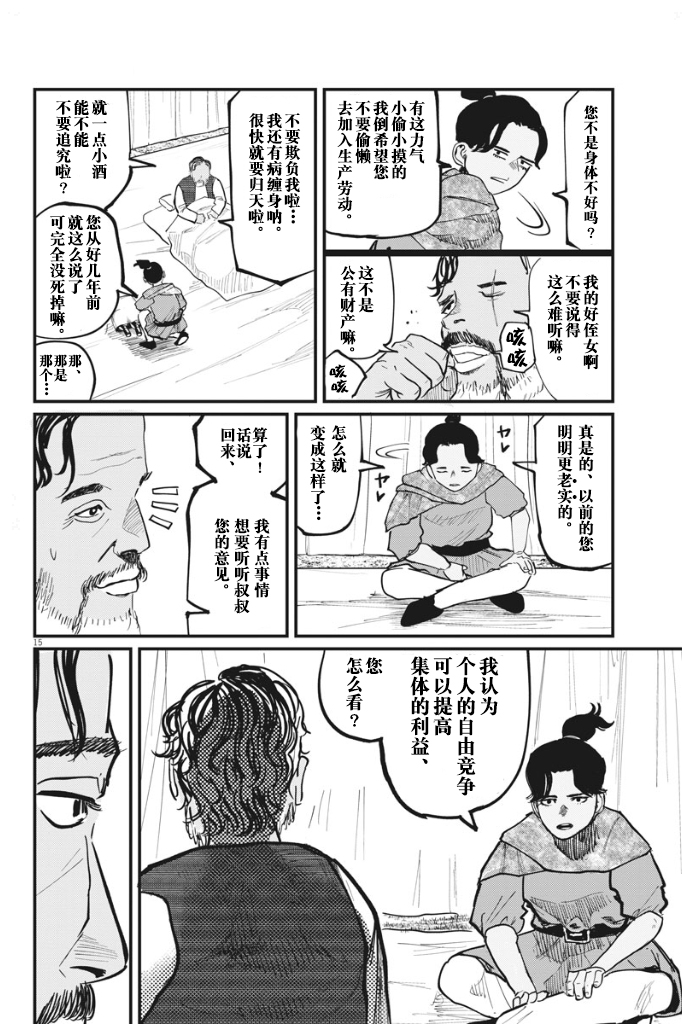 您不是身体不好吗？
有这力气
小偷小摸的
我倒希望您
不要偷懒
去加入生产劳动。
不要欺负我啦…
我还有病缠身呐。
很快就要归天啦。
就一点小酒
能不能
不要追究啦？
您从好几年前
就这么说了
可完全没死掉嘛。
那、
那是
那个…
我的好侄女啊
不要说得
这么难听嘛。
咳咳
这不是
公有财产嘛。
咳咳
真是的、以前的您
明明更老实的。
ヤヤ
怎么就
变成这样了…
算了！
话说
回来、
我有点事情
想要听听叔叔
您的意见。
15
我认为
个人的自由竞争
可以提高
集体的利益、
您
怎么看？